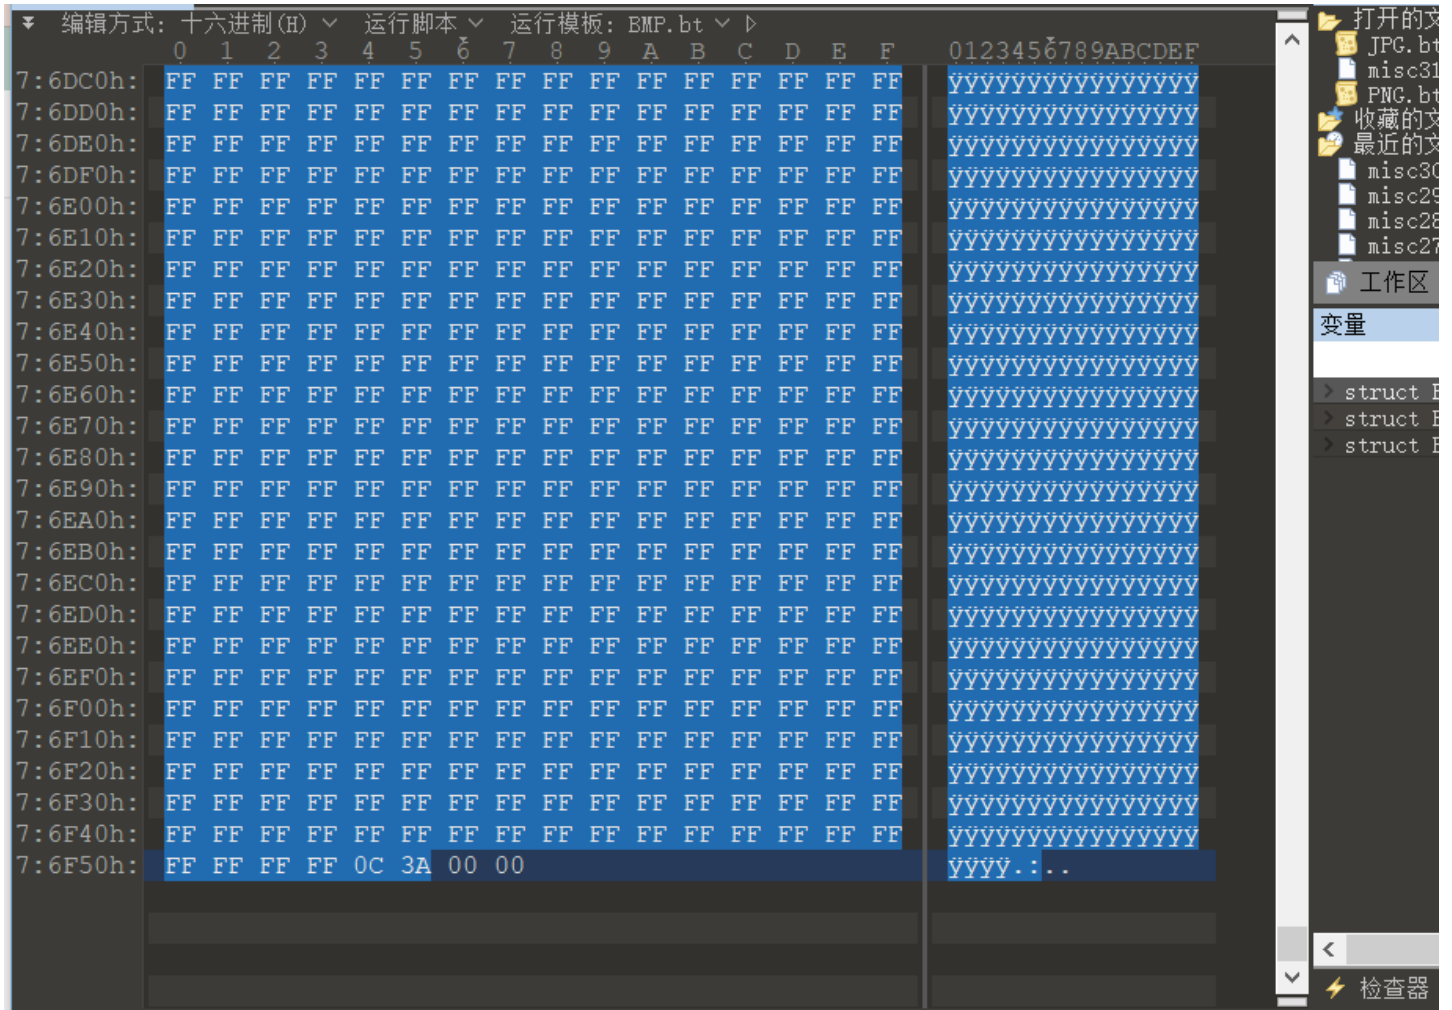 编辑方式: 十六进制(H) 运行脚本 运行模板: BMP.bt
0 1 2 3 4 5 6 7 8 9 A B C D E F 0123456789ABCDEF
7:6DC0h: FF FF FF FF FF FF FF FF FF FF FF FF FF FF FF FF ÿÿÿÿÿÿÿÿÿÿÿÿÿÿÿÿ
7:6DD0h: FF FF FF FF FF FF FF FF FF FF FF FF FF FF FF FF ÿÿÿÿÿÿÿÿÿÿÿÿÿÿÿÿ
7:6DE0h: FF FF FF FF FF FF FF FF FF FF FF FF FF FF FF FF ÿÿÿÿÿÿÿÿÿÿÿÿÿÿÿÿ
7:6DF0h: FF FF FF FF FF FF FF FF FF FF FF FF FF FF FF FF ÿÿÿÿÿÿÿÿÿÿÿÿÿÿÿÿ
7:6E00h: FF FF FF FF FF FF FF FF FF FF FF FF FF FF FF FF ÿÿÿÿÿÿÿÿÿÿÿÿÿÿÿÿ
7:6E10h: FF FF FF FF FF FF FF FF FF FF FF FF FF FF FF FF ÿÿÿÿÿÿÿÿÿÿÿÿÿÿÿÿ
7:6E20h: FF FF FF FF FF FF FF FF FF FF FF FF FF FF FF FF ÿÿÿÿÿÿÿÿÿÿÿÿÿÿÿÿ
7:6E30h: FF FF FF FF FF FF FF FF FF FF FF FF FF FF FF FF ÿÿÿÿÿÿÿÿÿÿÿÿÿÿÿÿ
7:6E40h: FF FF FF FF FF FF FF FF FF FF FF FF FF FF FF FF ÿÿÿÿÿÿÿÿÿÿÿÿÿÿÿÿ
7:6E50h: FF FF FF FF FF FF FF FF FF FF FF FF FF FF FF FF ÿÿÿÿÿÿÿÿÿÿÿÿÿÿÿÿ
7:6E60h: FF FF FF FF FF FF FF FF FF FF FF FF FF FF FF FF ÿÿÿÿÿÿÿÿÿÿÿÿÿÿÿÿ
7:6E70h: FF FF FF FF FF FF FF FF FF FF FF FF FF FF FF FF ÿÿÿÿÿÿÿÿÿÿÿÿÿÿÿÿ
7:6E80h: FF FF FF FF FF FF FF FF FF FF FF FF FF FF FF FF ÿÿÿÿÿÿÿÿÿÿÿÿÿÿÿÿ
7:6E90h: FF FF FF FF FF FF FF FF FF FF FF FF FF FF FF FF ÿÿÿÿÿÿÿÿÿÿÿÿÿÿÿÿ
7:6EA0h: FF FF FF FF FF FF FF FF FF FF FF FF FF FF FF FF ÿÿÿÿÿÿÿÿÿÿÿÿÿÿÿÿ
7:6EB0h: FF FF FF FF FF FF FF FF FF FF FF FF FF FF FF FF ÿÿÿÿÿÿÿÿÿÿÿÿÿÿÿÿ
7:6EC0h: FF FF FF FF FF FF FF FF FF FF FF FF FF FF FF FF ÿÿÿÿÿÿÿÿÿÿÿÿÿÿÿÿ
7:6ED0h: FF FF FF FF FF FF FF FF FF FF FF FF FF FF FF FF ÿÿÿÿÿÿÿÿÿÿÿÿÿÿÿÿ
7:6EE0h: FF FF FF FF FF FF FF FF FF FF FF FF FF FF FF FF ÿÿÿÿÿÿÿÿÿÿÿÿÿÿÿÿ
7:6EF0h: FF FF FF FF FF FF FF FF FF FF FF FF FF FF FF FF ÿÿÿÿÿÿÿÿÿÿÿÿÿÿÿÿ
7:6F00h: FF FF FF FF FF FF FF FF FF FF FF FF FF FF FF FF ÿÿÿÿÿÿÿÿÿÿÿÿÿÿÿÿ
7:6F10h: FF FF FF FF FF FF FF FF FF FF FF FF FF FF FF FF ÿÿÿÿÿÿÿÿÿÿÿÿÿÿÿÿ
7:6F20h: FF FF FF FF FF FF FF FF FF FF FF FF FF FF FF FF ÿÿÿÿÿÿÿÿÿÿÿÿÿÿÿÿ
7:6F30h: FF FF FF FF FF FF FF FF FF FF FF FF FF FF FF FF ÿÿÿÿÿÿÿÿÿÿÿÿÿÿÿÿ
7:6F40h: FF FF FF FF FF FF FF FF FF FF FF FF FF FF FF FF ÿÿÿÿÿÿÿÿÿÿÿÿÿÿÿÿ
7:6F50h: FF FF FF FF 0C 3A 00 00 ÿÿÿÿ.:..
打开的文
JPG.bt
misc31
PNG.bt
收藏的文
最近的文
misc30
misc29
misc28
misc27
工作区
变量
struct
struct
struct
检查器